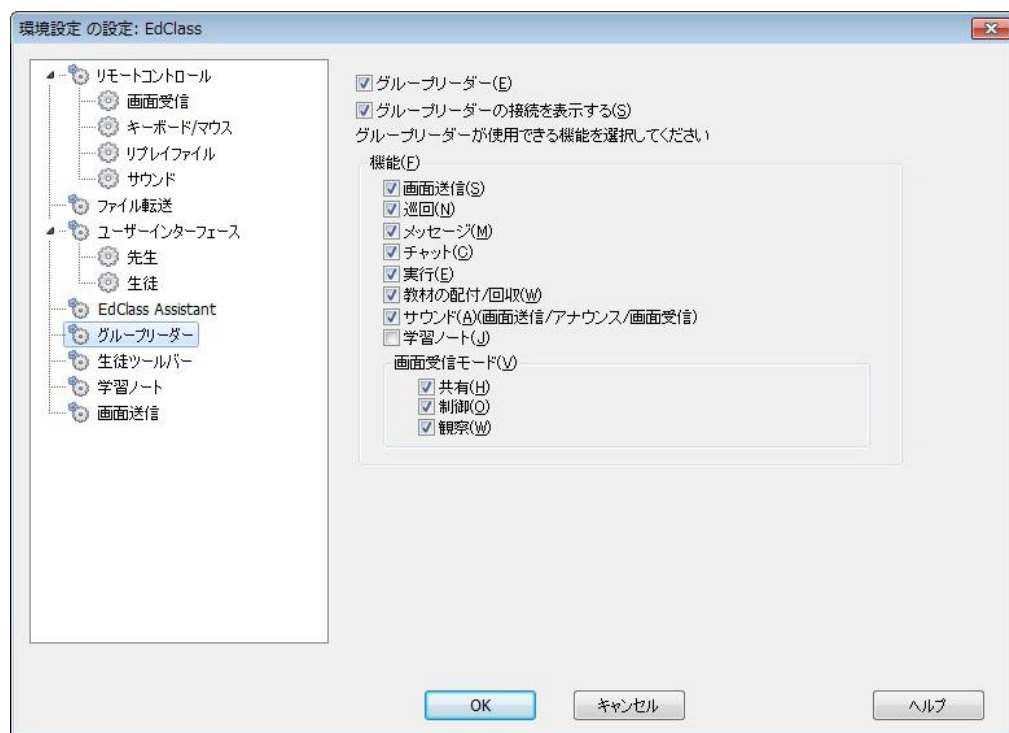 環境設定 の設定: EdClass
リモートコントロール
画面受信
キーボード/マウス
リプレイファイル
サウンド
ファイル転送
ユーザーインターフェース
先生
生徒
EdClass Assistant
グループリーダー
生徒ツールバー
学習ノート
画面送信
グループリーダー(E)
グループリーダーの接続を表示する(S)
グループリーダーが使用できる機能を選択してください
機能(F)
画面送信(S)
巡回(N)
メッセージ(M)
チャット(C)
実行(E)
教材の配付/回収(W)
サウンド(A)(画面送信/アナウンス/画面受信)
学習ノート(J)
画面受信モード(V)
共有(H)
制御(O)
観察(W)
OK
キャンセル
ヘルプ